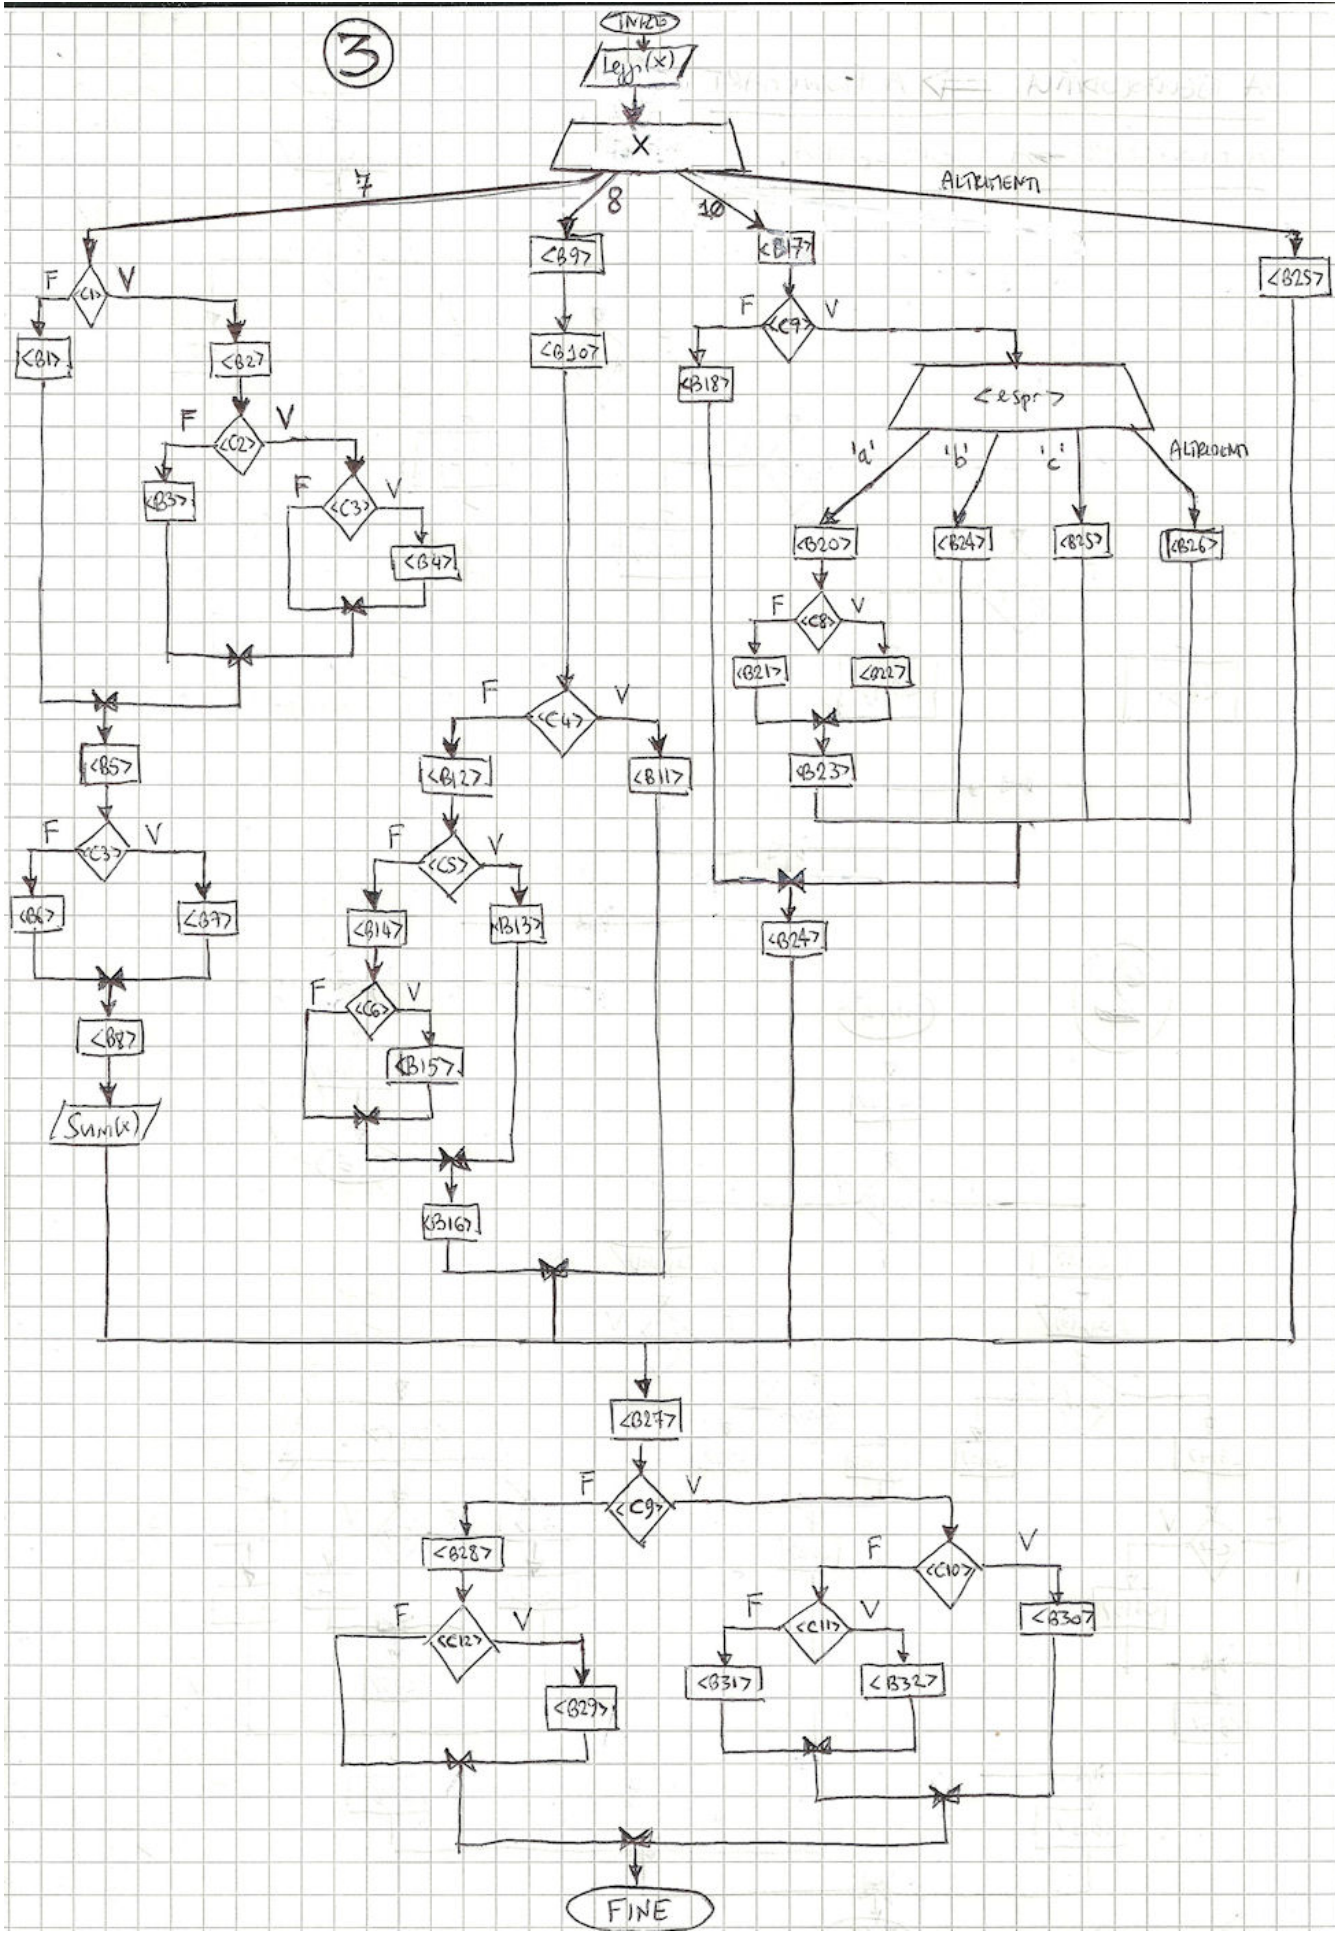 3
INIZIO
Leggi(x)
X
7
8
10
ALTRIMENTI
<B9>
<B17>
<B25>
F
<C1>
V
F
<C9>
V
<B1>
<B2>
<B10>
<B18>
<espr>
F
<C2>
V
'a'
'b'
'c'
ALTRIMENTI
<B3>
F
<C3>
V
<B4>
<B20>
<B24>
<B25>
<B26>
F
<C8>
V
<B21>
<B22>
F
<C4>
V
<B5>
<B12>
<B11>
<B23>
F
<C3>
V
F
<C5>
V
<B6>
<B7>
<B14>
<B13>
<B24>
F
<C6>
V
<B8>
<B15>
<B16>
<B27>
F
<C9>
V
<B28>
F
<C10>
V
F
<C12>
V
F
<C11>
V
<B30>
<B29>
<B31>
<B32>
FINE